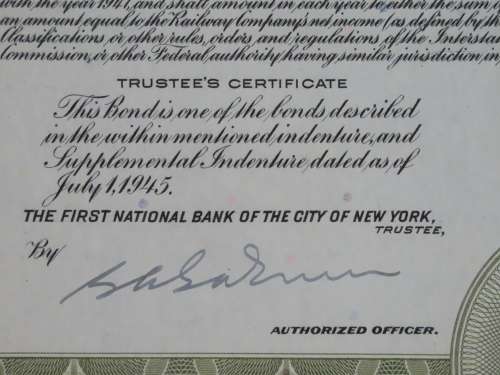 with the year 1947, and shall amount in each year to either the sum
an amount equal to the Railway Company's net income (as defined by th
Classifications, or other rules, orders, and regulations of the Interstat
Commission, or other Federal authority having similar jurisdiction, in
TRUSTEE'S CERTIFICATE
This Bond is one of the bonds, described
in the within mentioned indenture, and
Supplemental Indenture, dated, as of
July 1, 1945.
THE FIRST NATIONAL BANK OF THE CITY OF NEW YORK,
TRUSTEE,
By
AUTHORIZED OFFICER.